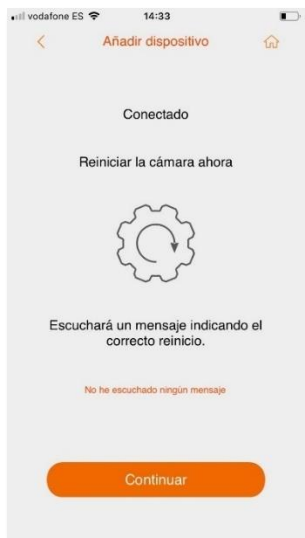 vodafone ES 14:33
Añadir dispositivo
Conectado
Reiniciar la cámara ahora
Escuchará un mensaje indicando el
correcto reinicio.
No he escuchado ningún mensaje
Continuar